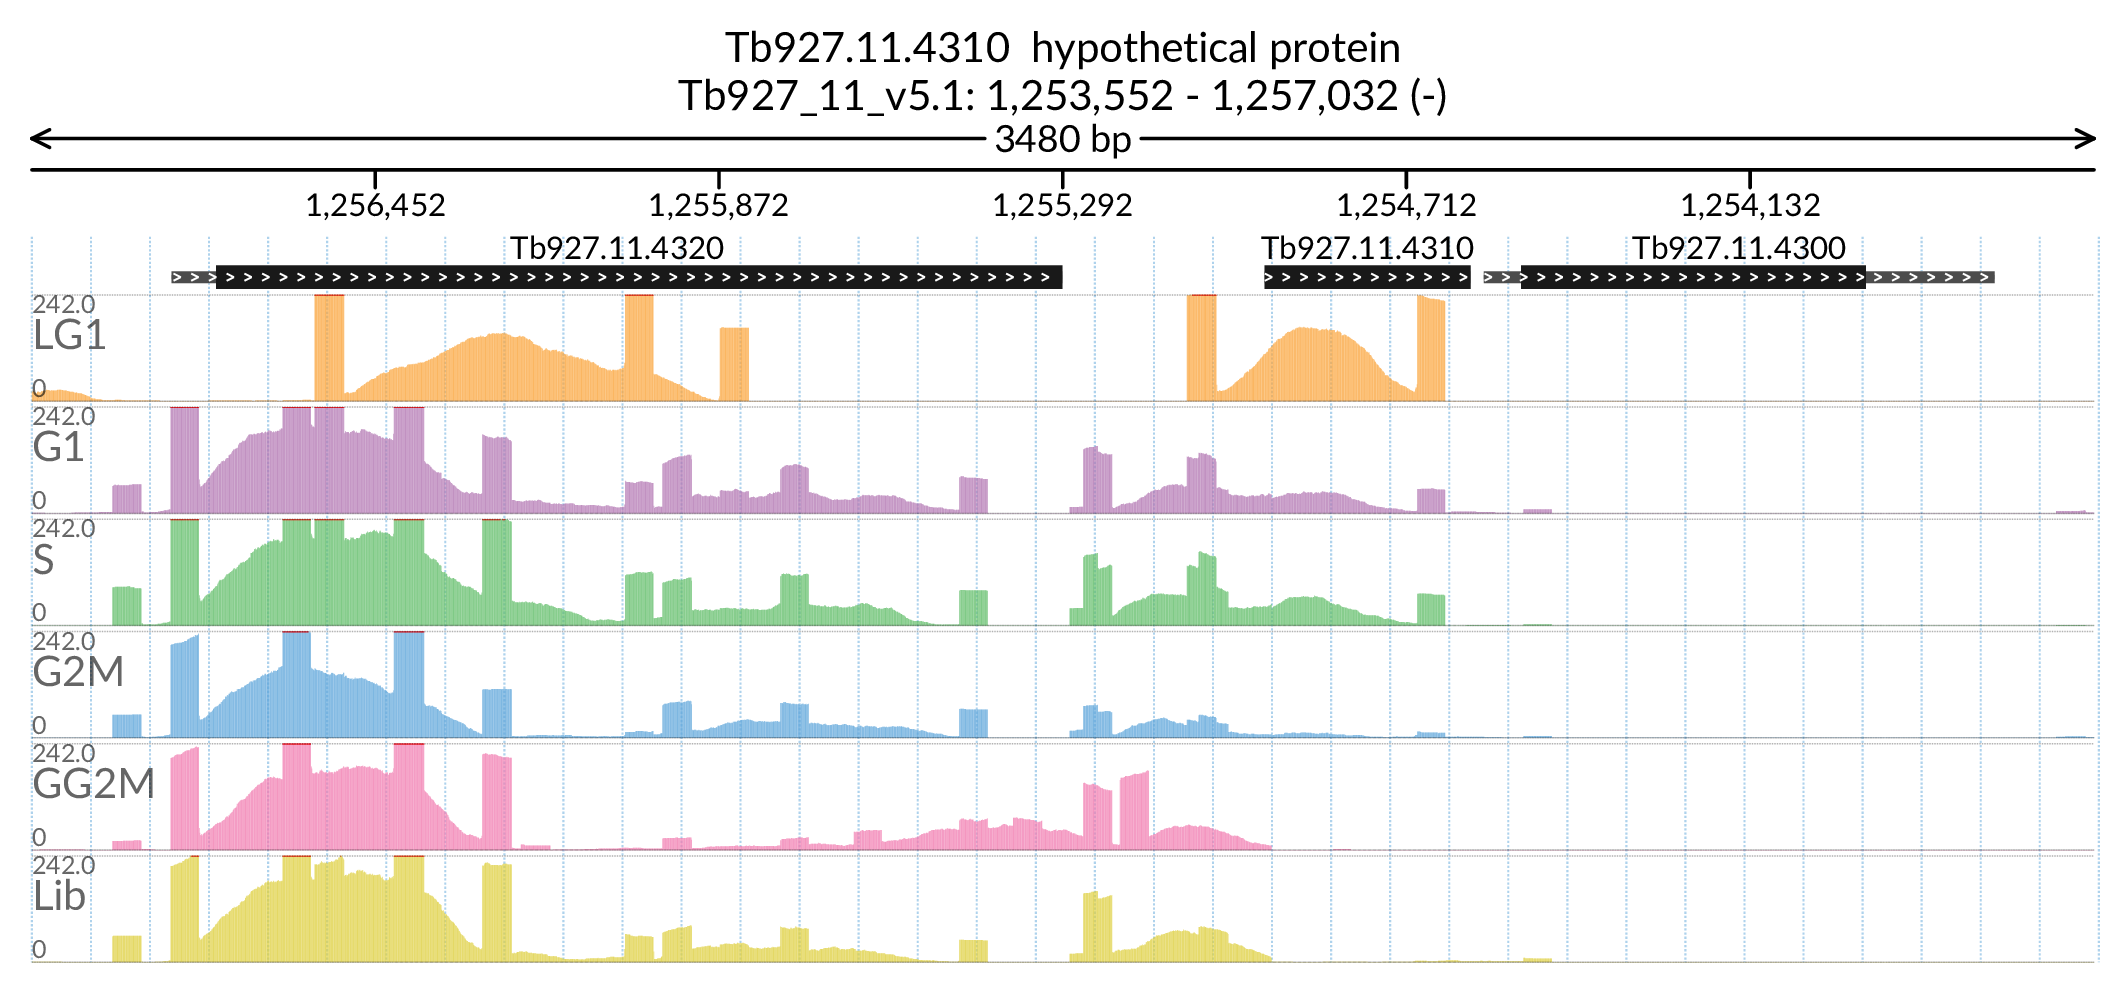 Tb927.11.4310 hypothetical protein
Tb927_11_v5.1: 1,253,552 - 1,257,032 (-)
3480 bp
1,256,452 1,255,872 1,255,292 1,254,712 1,254,132
Tb927.11.4320 Tb927.11.4310 Tb927.11.4300
242.0
LG1
0
242.0
G1
0
242.0
S
0
242.0
G2M
0
242.0
GG2M
0
242.0
Lib
0